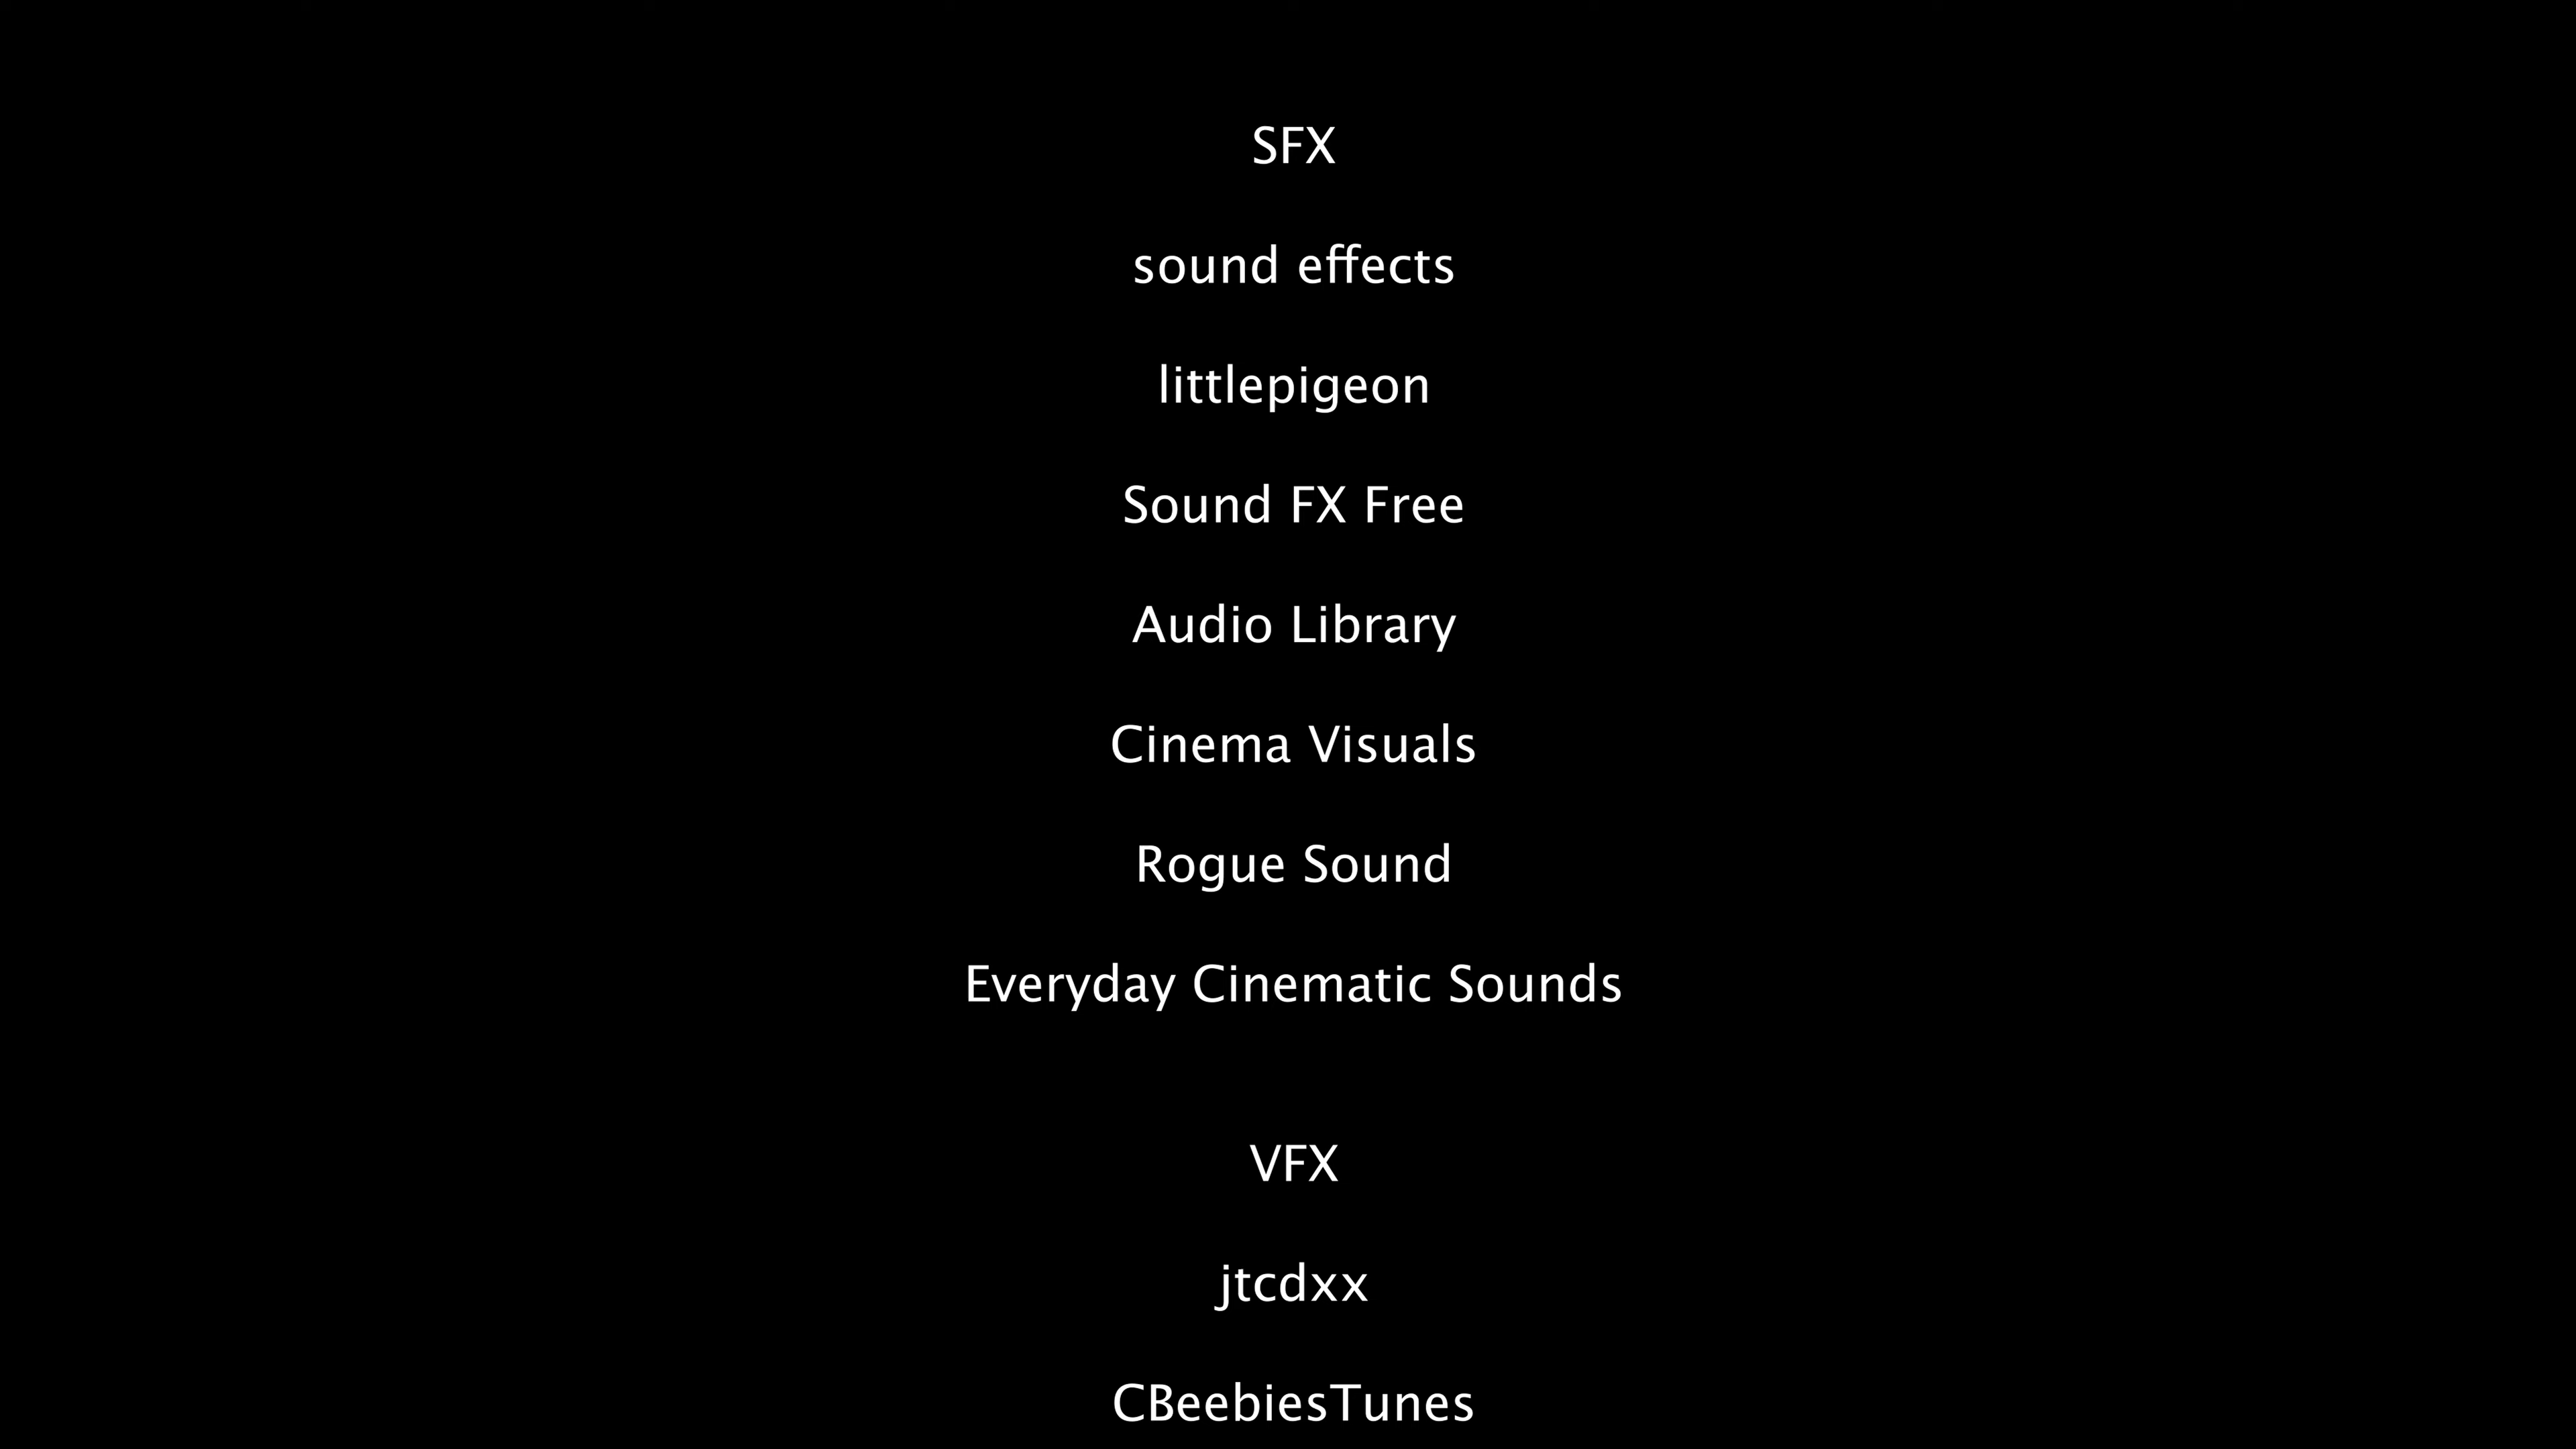 SFX
sound effects
littlepigeon
Sound FX Free
Audio Library
Cinema Visuals
Rogue Sound
Everyday Cinematic Sounds
VFX
jtcdxx
CBeebiesTunes